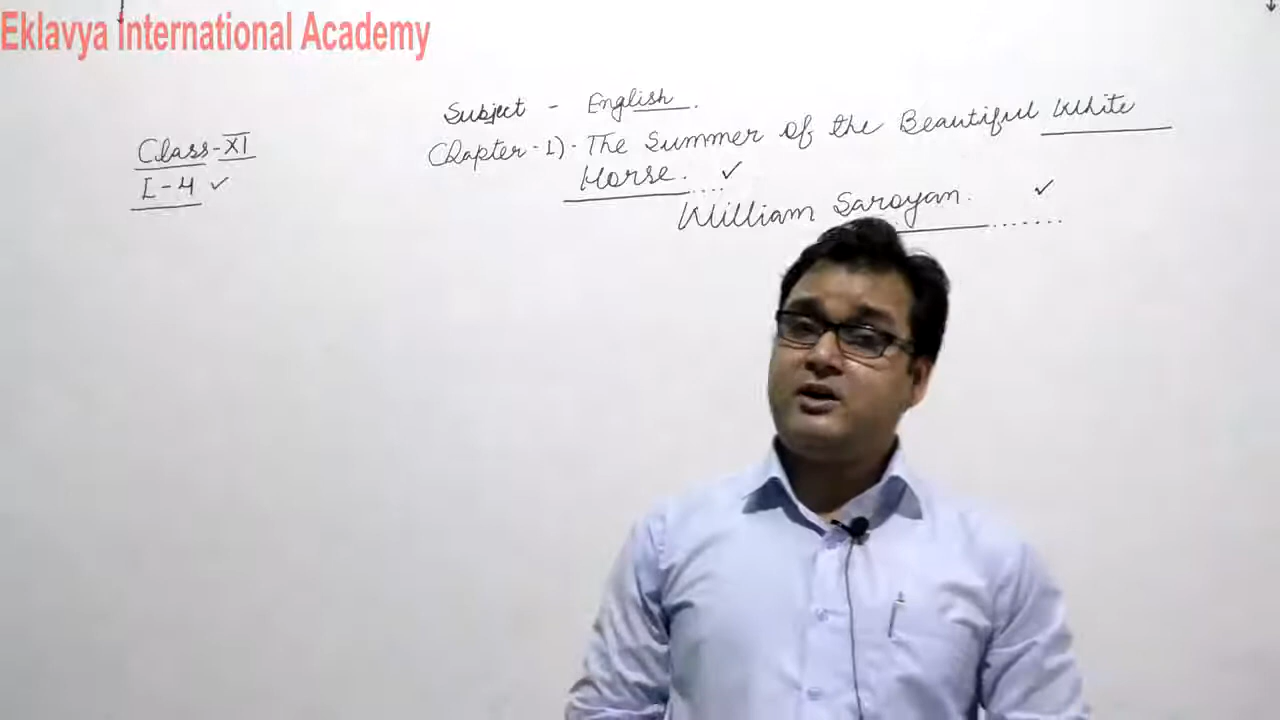 Eklavya International Academy
Subject - English.
Class-XI
Chapter-1)- The Summer of the Beautiful White
L-4 ✓
Horse. .... ✓
William Saroyan. ....... ✓